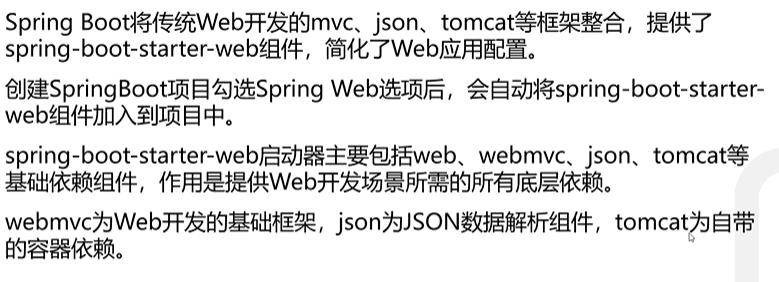 Spring Boot将传统Web开发的mvc、json、tomcat等框架整合，提供了
spring-boot-starter-web组件，简化了Web应用配置。
创建SpringBoot项目勾选Spring Web选项后，会自动将spring-boot-starter-
web组件加入到项目中。
spring-boot-starter-web启动器主要包括web、webmvc、json、tomcat等
基础依赖组件，作用是提供Web开发场景所需的所有底层依赖。
webmvc为Web开发的基础框架，json为JSON数据解析组件，tomcat为自带
的容器依赖。